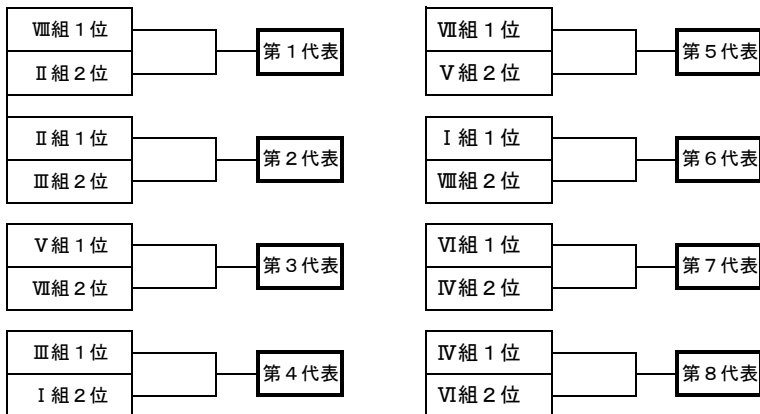 Ⅷ組１位
第１代表
Ⅱ組２位
Ⅱ組１位
第２代表
Ⅲ組２位
Ⅴ組１位
第３代表
Ⅶ組２位
Ⅲ組１位
第４代表
Ⅰ組２位
Ⅶ組１位
第５代表
Ⅴ組２位
Ⅰ組１位
第６代表
Ⅷ組２位
Ⅵ組１位
第７代表
Ⅳ組２位
Ⅳ組１位
第８代表
Ⅵ組２位